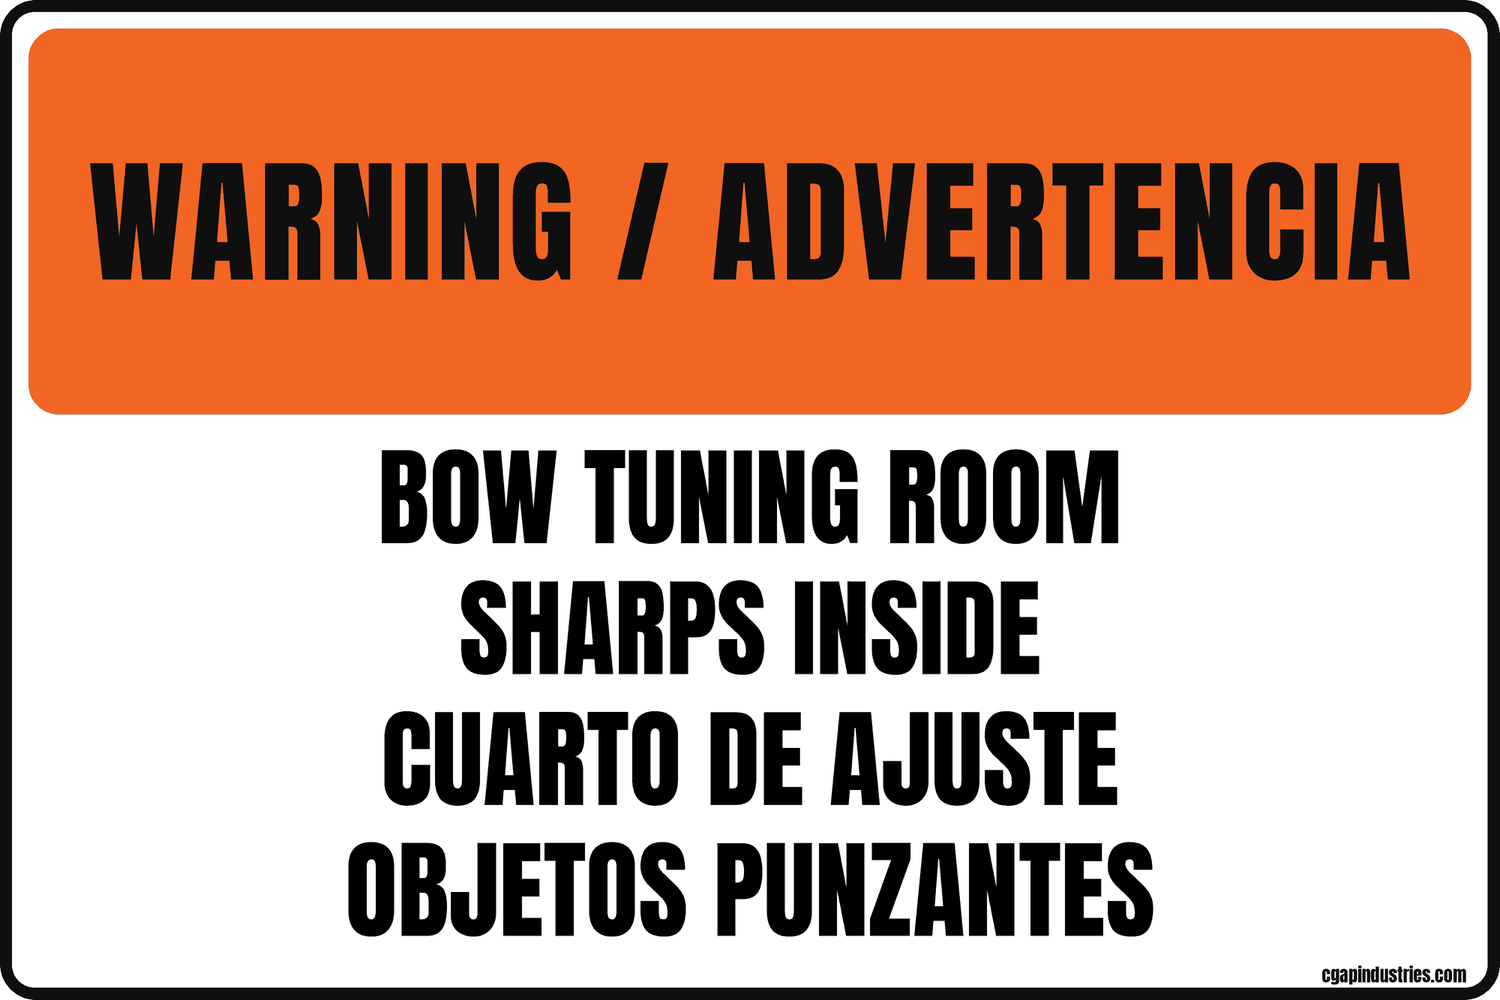 WARNING / ADVERTENCIA
BOW TUNING ROOM
SHARPS INSIDE
CUARTO DE AJUSTE
OBJETOS PUNZANTES
cgapindustries.com